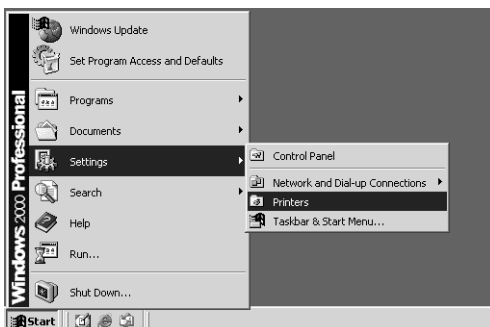 Windows 2000 Professional
Windows Update
Set Program Access and Defaults
Programs
Documents
Settings
Search
Help
Run...
Shut Down...
Control Panel
Network and Dial-up Connections
Printers
Taskbar & Start Menu...
Start